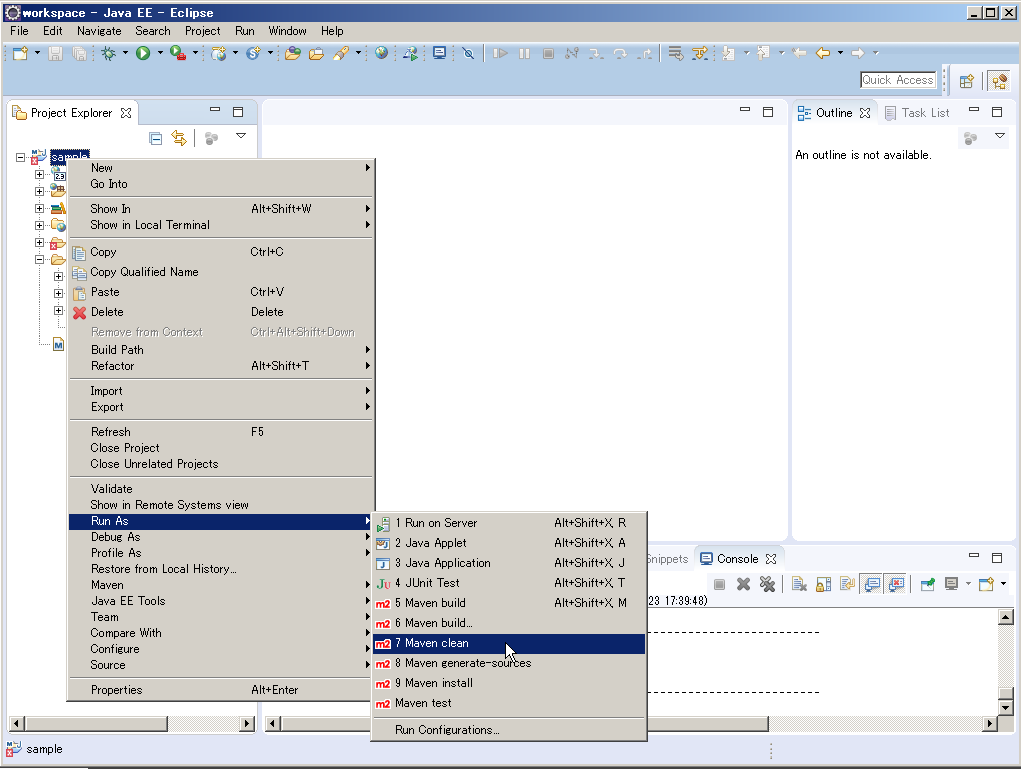 workspace - Java EE - Eclipse
File Edit Navigate Search Project Run Window Help
Quick Access
Project Explorer
Outline
Task List
An outline is not available.
sample
New
Go Into
Show In Alt+Shift+W
Show in Local Terminal
Copy Ctrl+C
Copy Qualified Name
Paste Ctrl+V
Delete Delete
Remove from Context Ctrl+Alt+Shift+Down
Build Path
Refactor Alt+Shift+T
Import
Export
Refresh F5
Close Project
Close Unrelated Projects
Validate
Show in Remote Systems view
Run As
Debug As
Profile As
Restore from Local History...
Maven
Java EE Tools
Team
Compare With
Configure
Source
Properties Alt+Enter
1 Run on Server Alt+Shift+X, R
2 Java Applet Alt+Shift+X, A
3 Java Application Alt+Shift+X, J
Ju 4 JUnit Test Alt+Shift+X, T
m2 5 Maven build Alt+Shift+X, M
m2 6 Maven build...
m2 7 Maven clean
m2 8 Maven generate-sources
m2 9 Maven install
m2 Maven test
Run Configurations...
Snippets
Console
23 17:39:48)
sample